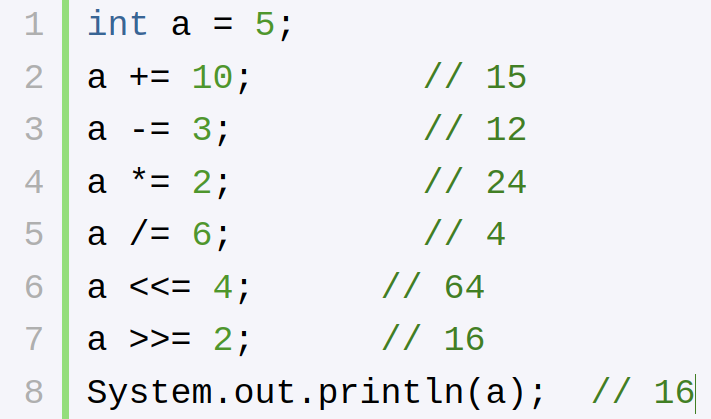 1 int a = 5;
2 a += 10;        // 15
3 a -= 3;         // 12
4 a *= 2;         // 24
5 a /= 6;         // 4
6 a <<= 4;      // 64
7 a >>= 2;      // 16
8 System.out.println(a);  // 16